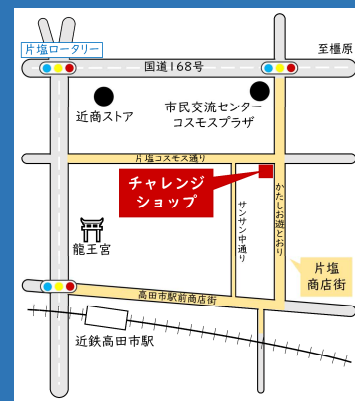 片塩ロータリー
至橿原
国道168号
近商ストア
市民交流センター
コスモスプラザ
片塩コスモス通り
チャレンジ
ショップ
サンサン中通り
かたしお遊とおり
龍王宮
片塩
商店街
高田市駅前商店街
近鉄高田市駅